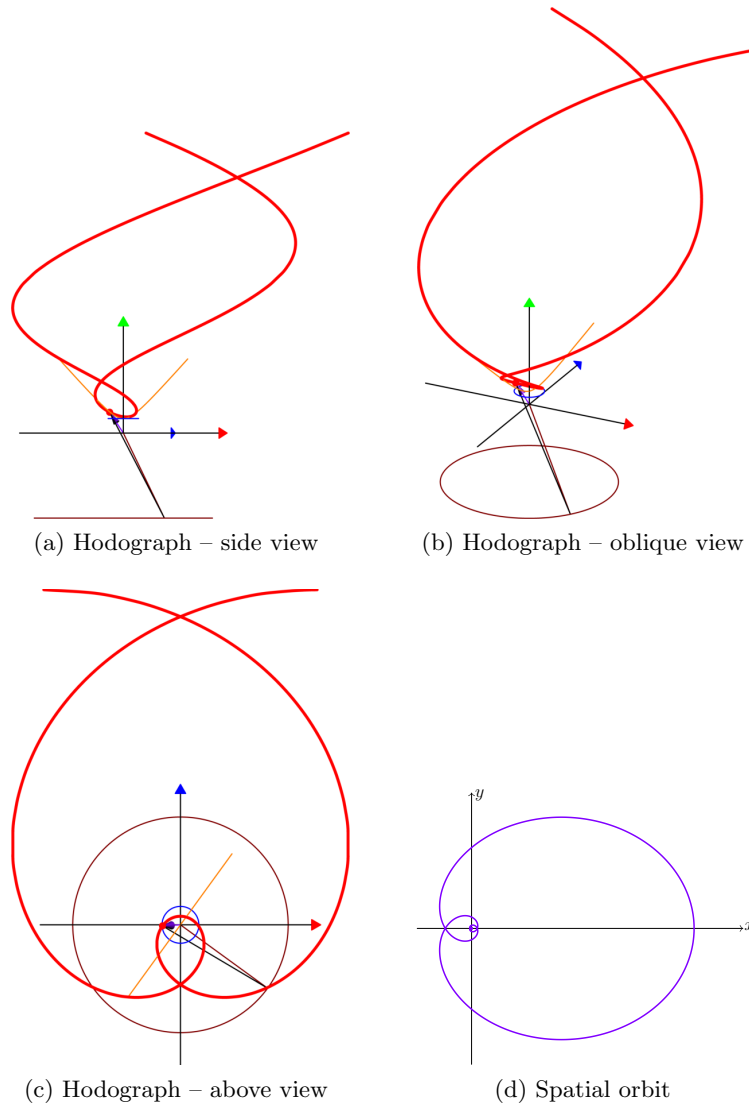 (a) Hodograph – side view
(b) Hodograph – oblique view
y
x
(c) Hodograph – above view
(d) Spatial orbit